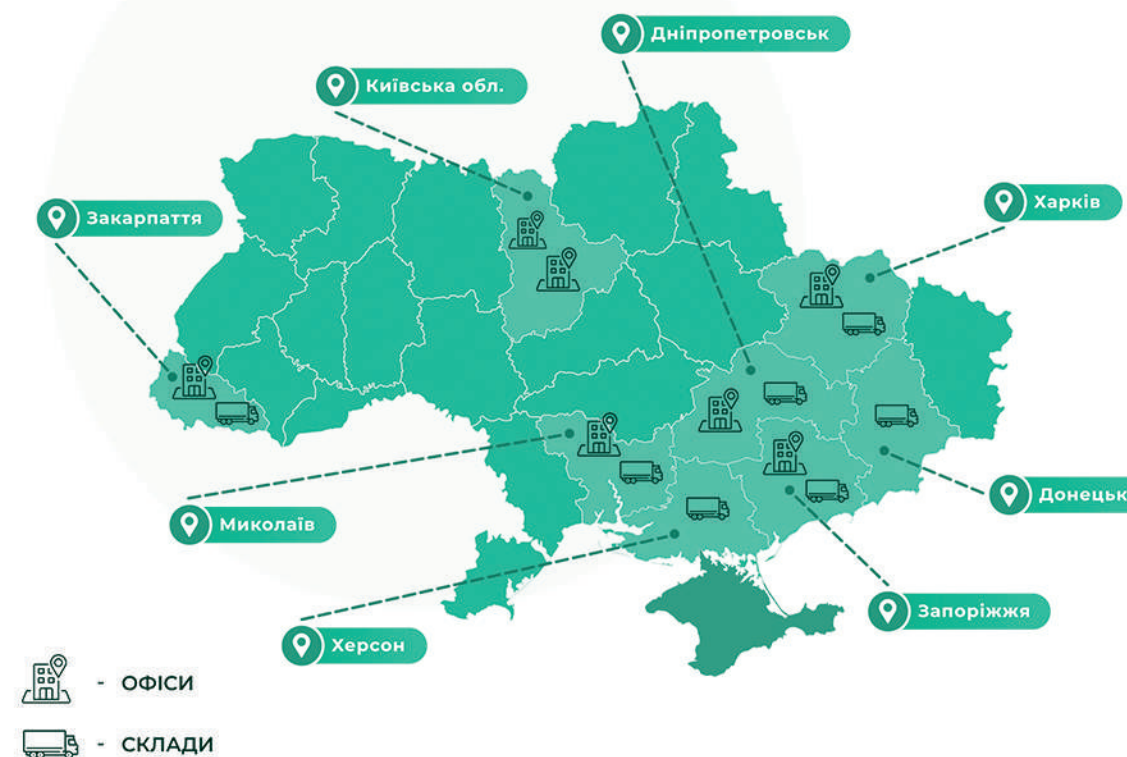 Дніпропетровськ
Київська обл.
Закарпаття
Харків
Донецьк
Миколаїв
Запоріжжя
Херсон
- ОФІСИ
- СКЛАДИ